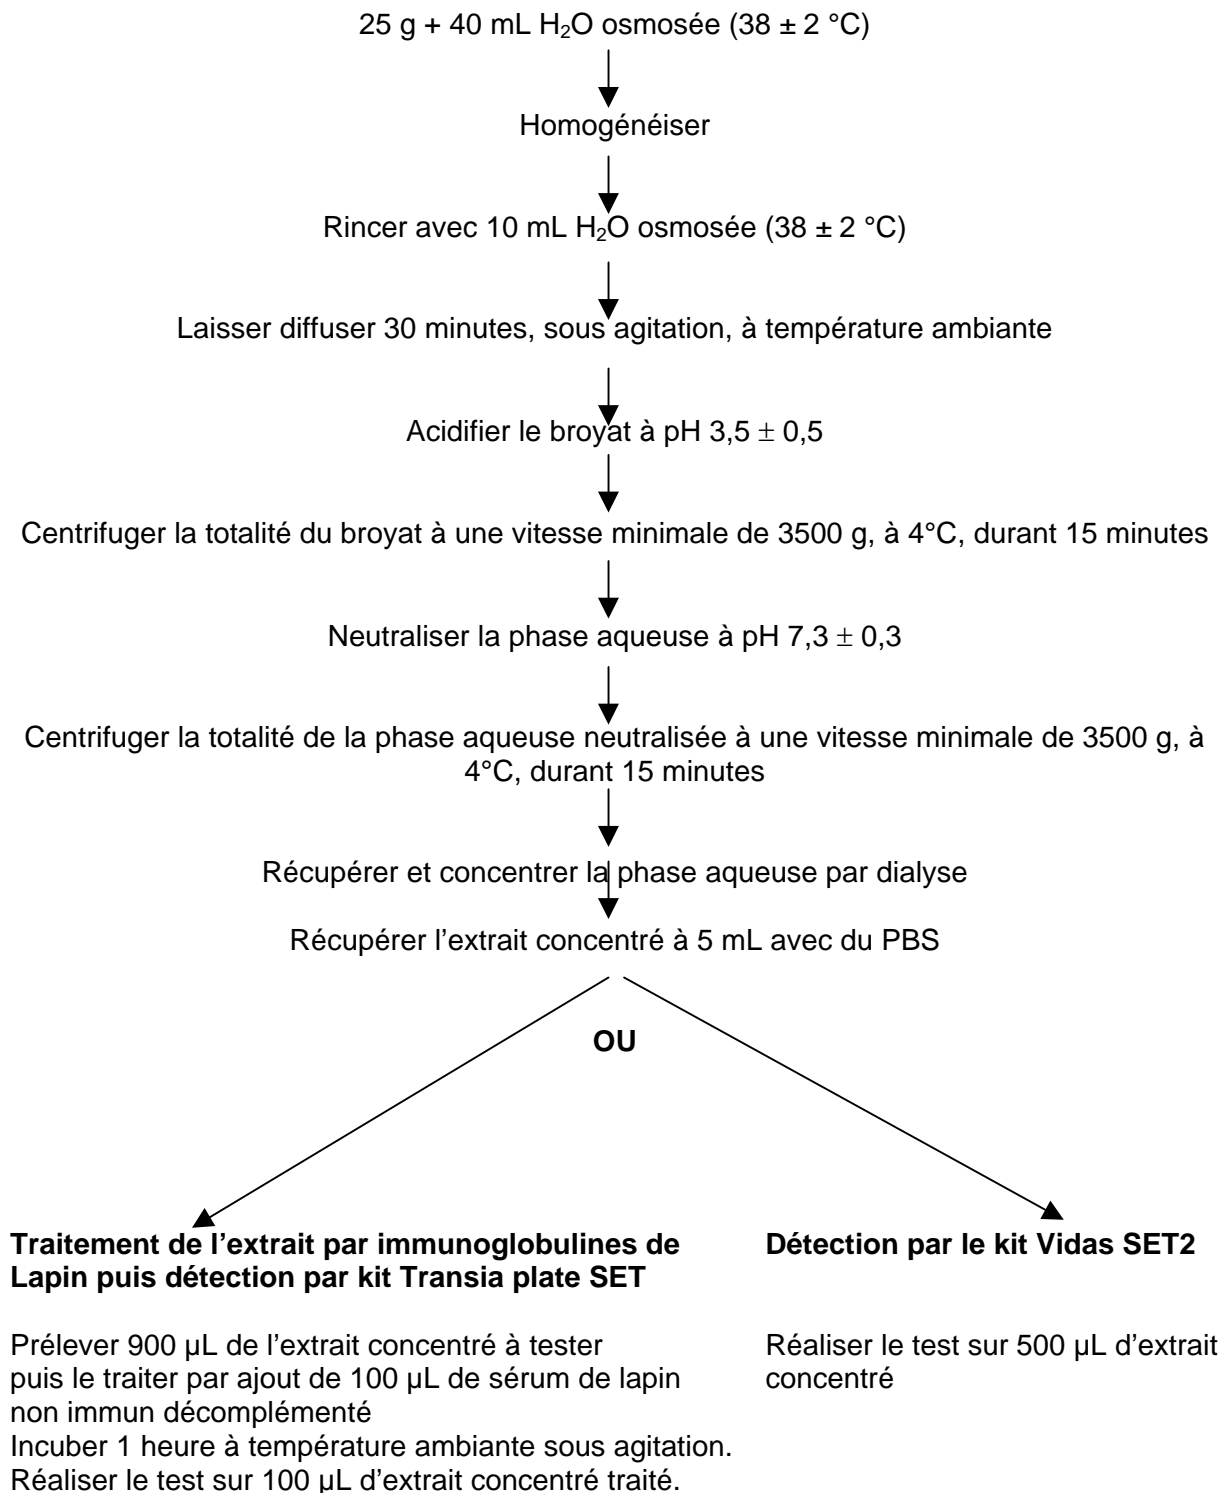 25 g + 40 mL H₂O osmosée (38 ± 2 °C)
Homogénéiser
Rincer avec 10 mL H₂O osmosée (38 ± 2 °C)
Laisser diffuser 30 minutes, sous agitation, à température ambiante
Acidifier le broyat à pH 3,5 ± 0,5
Centrifuger la totalité du broyat à une vitesse minimale de 3500 g, à 4°C, durant 15 minutes
Neutraliser la phase aqueuse à pH 7,3 ± 0,3
Centrifuger la totalité de la phase aqueuse neutralisée à une vitesse minimale de 3500 g, à
4°C, durant 15 minutes
Récupérer et concentrer la phase aqueuse par dialyse
Récupérer l’extrait concentré à 5 mL avec du PBS
OU
Traitement de l’extrait par immunoglobulines de
Lapin puis détection par kit Transia plate SET
Prélever 900 µL de l’extrait concentré à tester
puis le traiter par ajout de 100 µL de sérum de lapin
non immun décomplémenté
Incuber 1 heure à température ambiante sous agitation.
Réaliser le test sur 100 µL d’extrait concentré traité.
Détection par le kit Vidas SET2
Réaliser le test sur 500 µL d’extrait
concentré